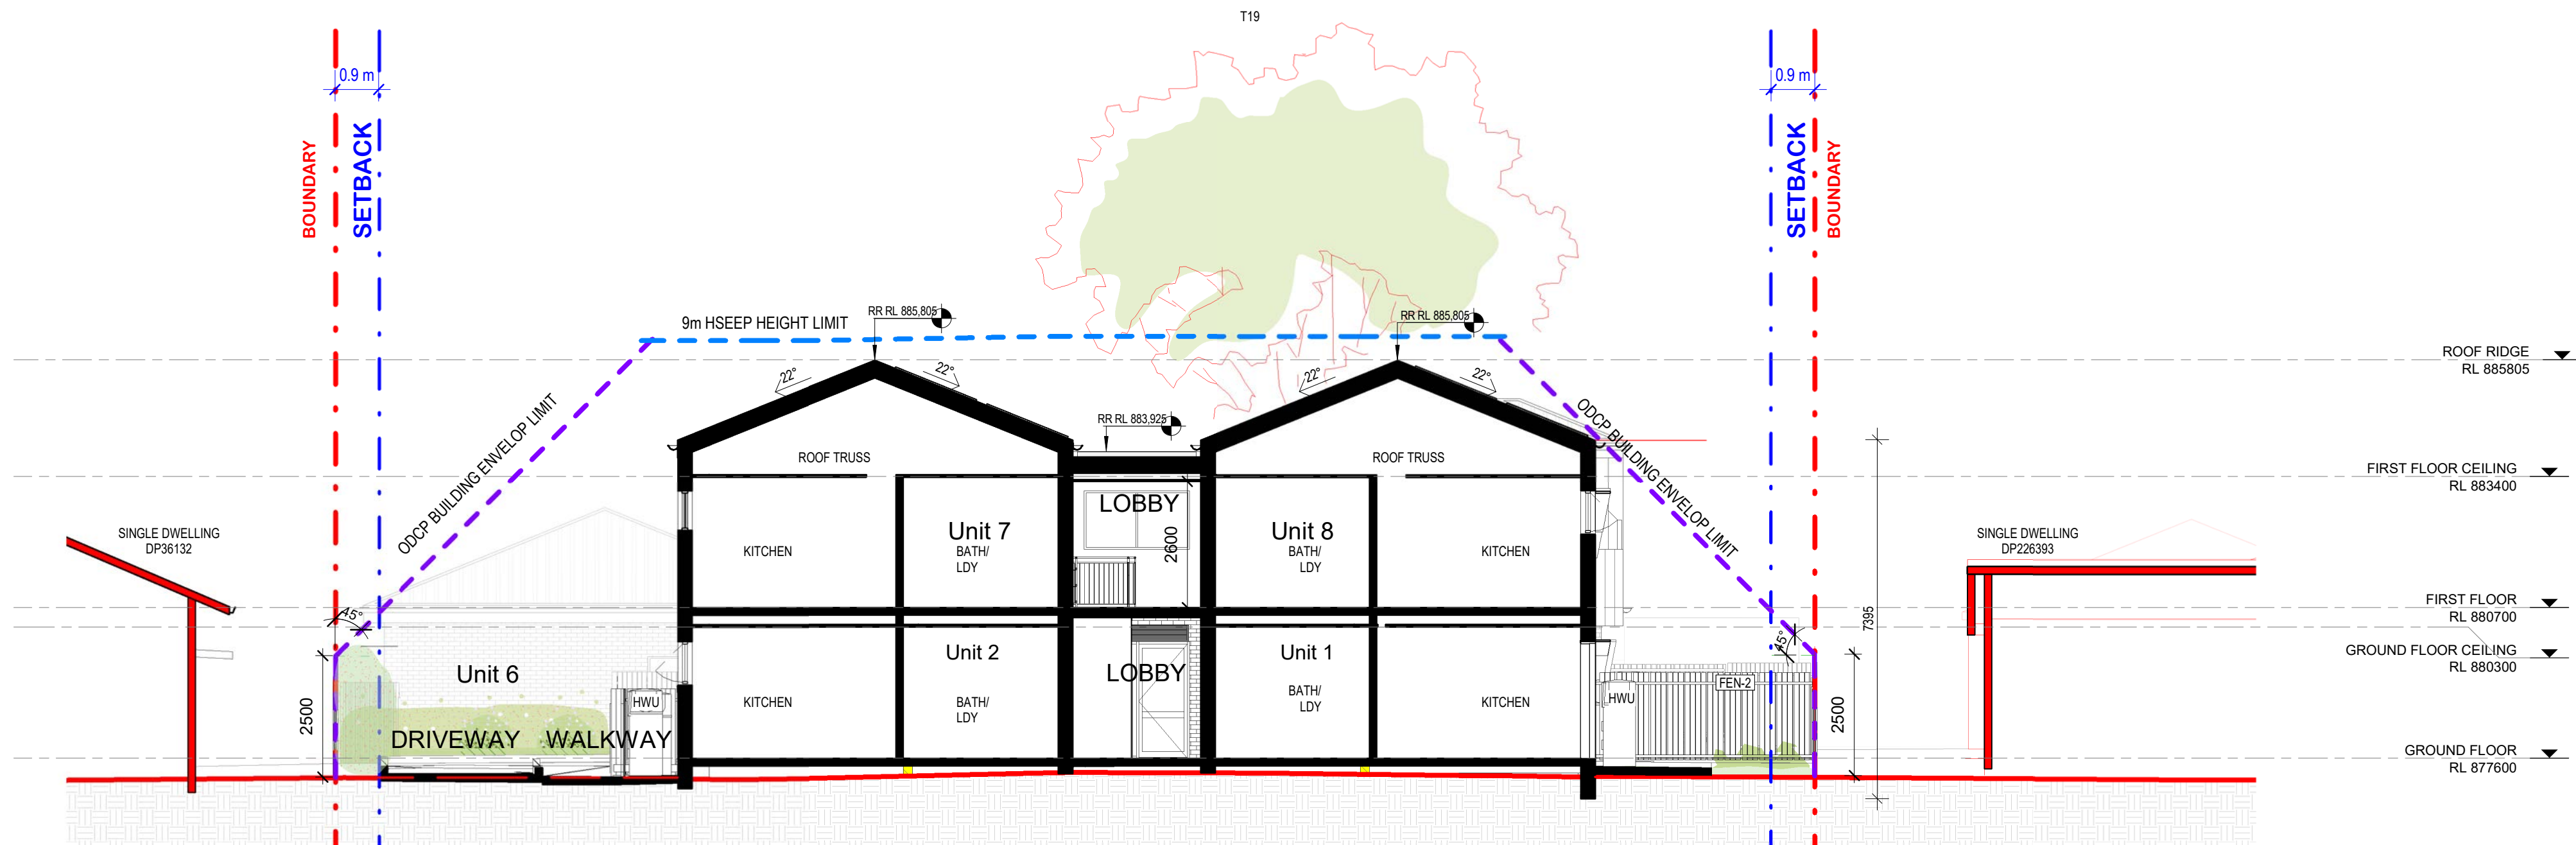 T19
0.9 m
0.9 m
BOUNDARY
SETBACK
SETBACK
BOUNDARY
9m HSEEP HEIGHT LIMIT
RR RL 885,805
RR RL 885,805
ROOF RIDGE
RL 885805
22°
22°
22°
22°
RR RL 883,925
ODCP BUILDING ENVELOP LIMIT
ODCP BUILDING ENVELOP LIMIT
ROOF TRUSS
ROOF TRUSS
FIRST FLOOR CEILING
RL 883400
LOBBY
2600
Unit 7
BATH/
LDY
Unit 8
BATH/
LDY
KITCHEN
KITCHEN
SINGLE DWELLING
DP36132
SINGLE DWELLING
DP226393
FIRST FLOOR
RL 880700
45°
45°
7395
GROUND FLOOR CEILING
RL 880300
Unit 6
Unit 2
LOBBY
Unit 1
HWU
KITCHEN
BATH/
LDY
BATH/
LDY
KITCHEN
HWU
FEN-2
2500
2500
DRIVEWAY
WALKWAY
GROUND FLOOR
RL 877600